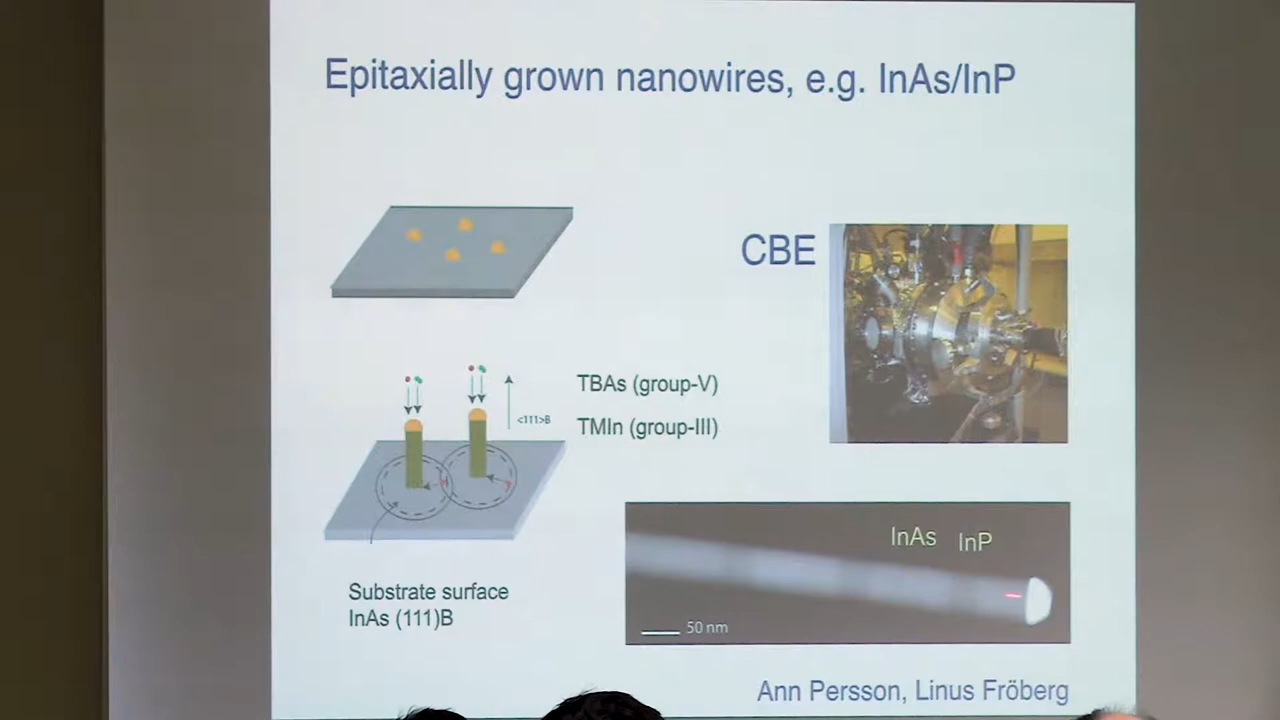 Epitaxially grown nanowires, e.g. InAs/InP
CBE
TBAs (group-V)
<111>B
TMIn (group-III)
InAs InP
Substrate surface
InAs (111)B
50 nm
Ann Persson, Linus Fröberg